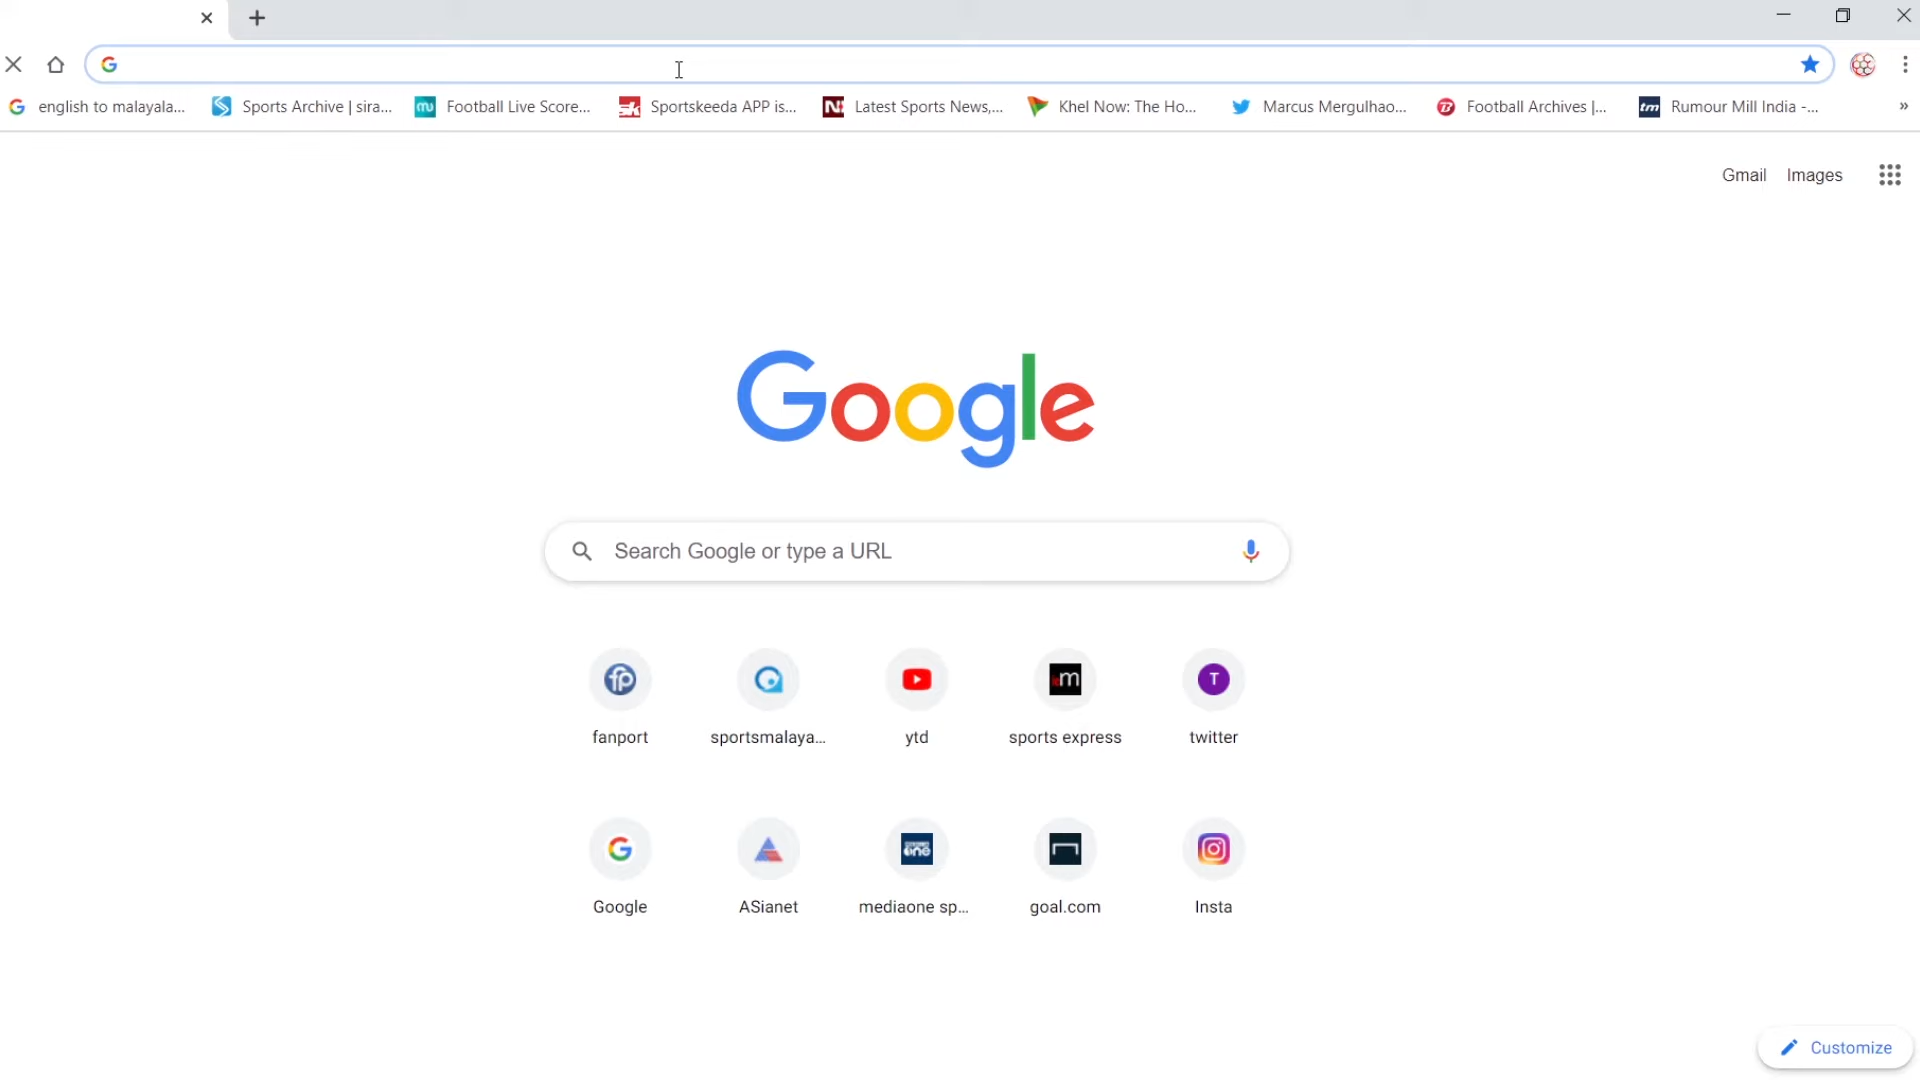 english to malayala...
Sports Archive | sira...
Football Live Score...
Sportskeeda APP is...
Latest Sports News,...
Khel Now: The Ho...
Marcus Mergulhao...
Football Archives |...
Rumour Mill India -...
Gmail
Images
Google
Search Google or type a URL
fanport
sportsmalaya...
ytd
sports express
T
twitter
Google
ASianet
mediaone sp...
goal.com
Insta
Customize